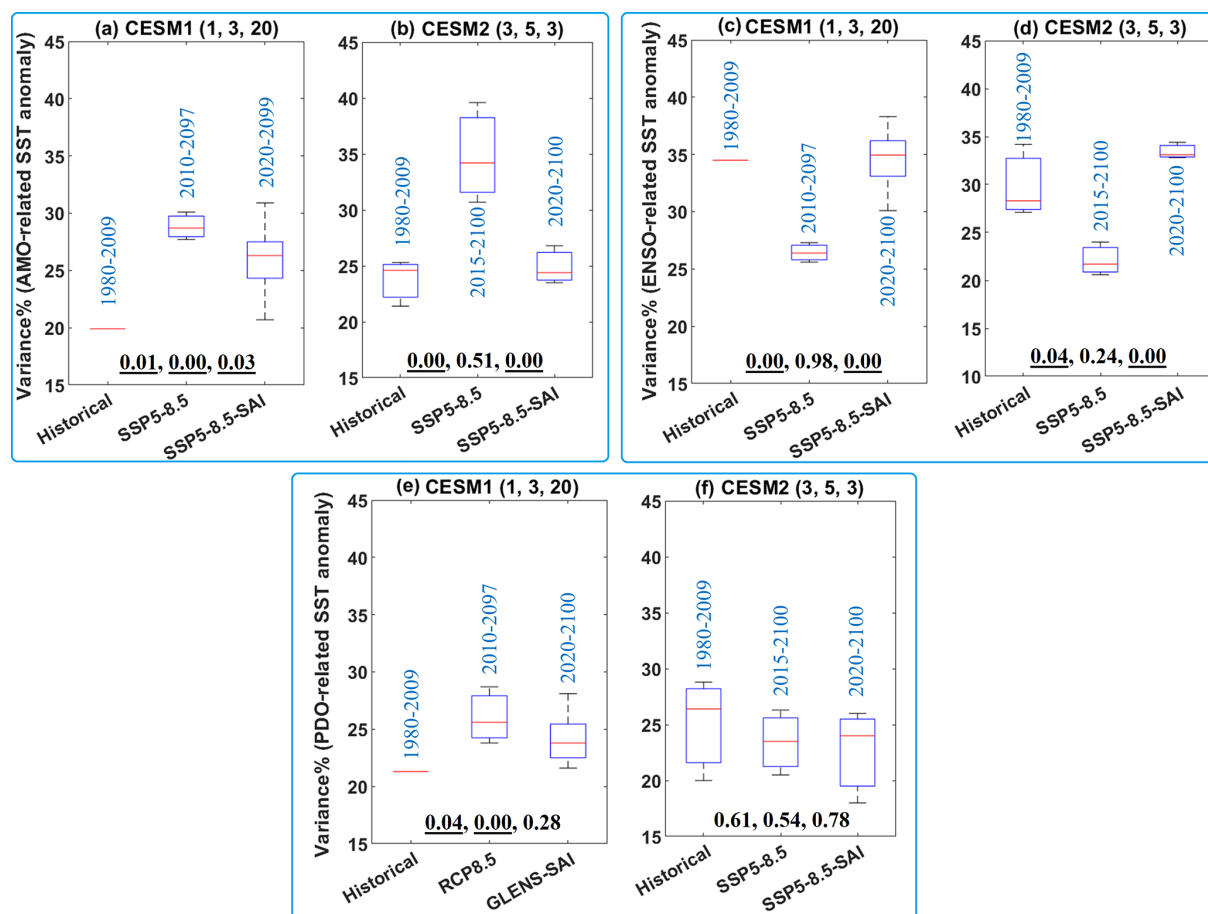 (a) CESM1 (1, 3, 20)
Variance% (AMO-related SST anomaly)
45
40
35
30
25
20
15
1980-2009
2010-2097
2020-2099
0.01, 0.00, 0.03
Historical
SSP5-8.5
SSP5-8.5-SAI
(b) CESM2 (3, 5, 3)
45
40
35
30
25
20
15
1980-2009
2015-2100
2020-2100
0.00, 0.51, 0.00
Historical
SSP5-8.5
SSP5-8.5-SAI
(c) CESM1 (1, 3, 20)
Variance% (ENSO-related SST anomaly)
45
40
35
30
25
20
15
1980-2009
2010-2097
2020-2100
0.00, 0.98, 0.00
Historical
SSP5-8.5
SSP5-8.5-SAI
(d) CESM2 (3, 5, 3)
45
40
35
30
25
20
15
10
1980-2009
2015-2100
2020-2100
0.04, 0.24, 0.00
Historical
SSP5-8.5
SSP5-8.5-SAI
(e) CESM1 (1, 3, 20)
Variance% (PDO-related SST anomaly)
45
40
35
30
25
20
15
1980-2009
2010-2097
2020-2100
0.04, 0.00, 0.28
Historical
RCP8.5
GLENS-SAI
(f) CESM2 (3, 5, 3)
45
40
35
30
25
20
15
1980-2009
2015-2100
2020-2100
0.61, 0.54, 0.78
Historical
SSP5-8.5
SSP5-8.5-SAI